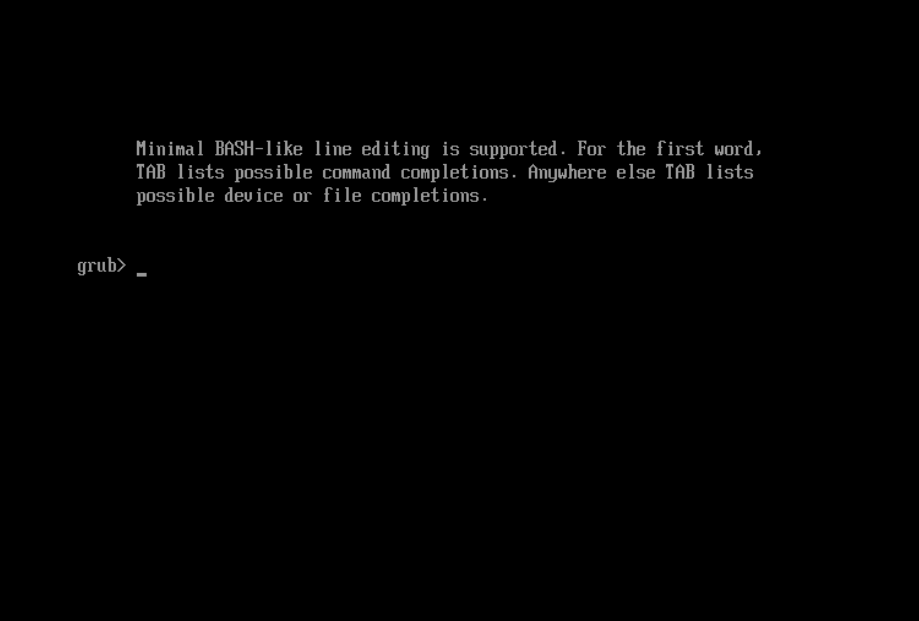 Minimal BASH-like line editing is supported. For the first word,
TAB lists possible command completions. Anywhere else TAB lists
possible device or file completions.
grub> _